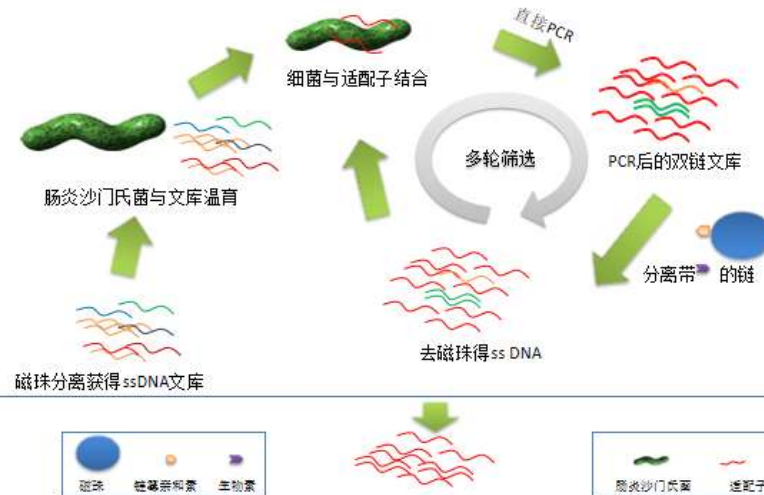 直接PCR
细菌与适配子结合
多轮筛选
PCR后的双链文库
肠炎沙门氏菌与文库温育
分离带 的链
去磁珠得ss DNA
磁珠分离获得ssDNA文库
磁珠 链霉亲和素 生物素
肠炎沙门氏菌 适配子